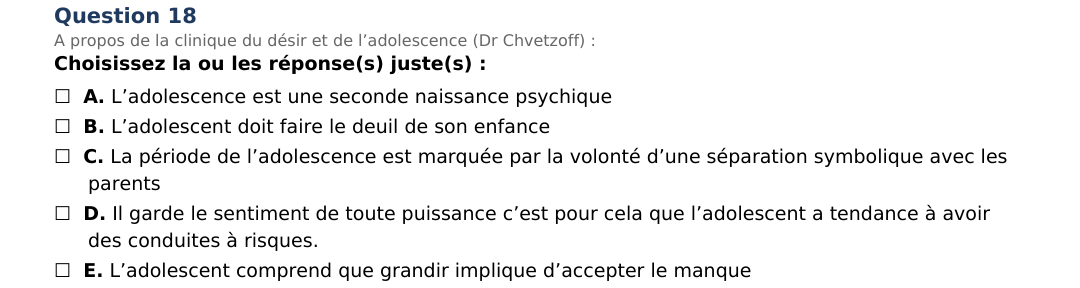 Question 18
A propos de la clinique du désir et de l’adolescence (Dr Chvetzoff) :
Choisissez la ou les réponse(s) juste(s) :
☐ A. L’adolescence est une seconde naissance psychique
☐ B. L’adolescent doit faire le deuil de son enfance
☐ C. La période de l’adolescence est marquée par la volonté d’une séparation symbolique avec les
parents
☐ D. Il garde le sentiment de toute puissance c’est pour cela que l’adolescent a tendance à avoir
des conduites à risques.
☐ E. L’adolescent comprend que grandir implique d’accepter le manque